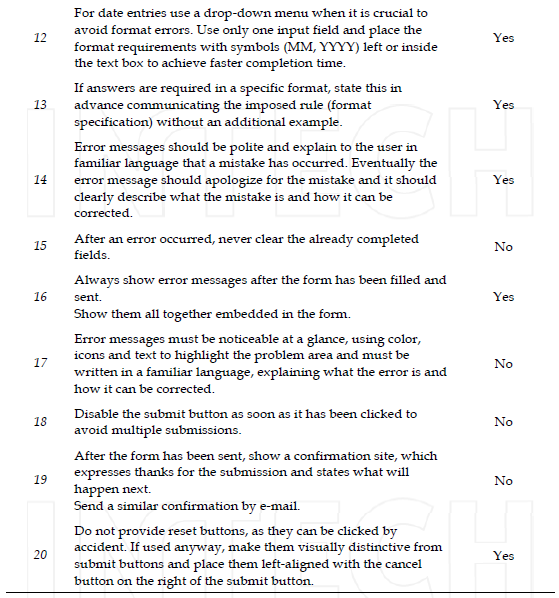 For date entries use a drop-down menu when it is crucial to
avoid format errors. Use only one input field and place the
12 format requirements with symbols (MM, YYYY) left or inside Yes
the text box to achieve faster completion time.
If answers are required in a specific format, state this in
13 advance communicating the imposed rule (format Yes
specification) without an additional example.
Error messages should be polite and explain to the user in
familiar language that a mistake has occurred. Eventually the
14 error message should apologize for the mistake and it should Yes
clearly describe what the mistake is and how it can be
corrected.
15 After an error occurred, never clear the already completed No
fields.
Always show error messages after the form has been filled and
16 sent. Yes
Show them all together embedded in the form.
Error messages must be noticeable at a glance, using color,
17 icons and text to highlight the problem area and must be No
written in a familiar language, explaining what the error is and
how it can be corrected.
18 Disable the submit button as soon as it has been clicked to No
avoid multiple submissions.
After the form has been sent, show a confirmation site, which
19 expresses thanks for the submission and states what will No
happen next.
Send a similar confirmation by e-mail.
Do not provide reset buttons, as they can be clicked by
20 accident. If used anyway, make them visually distinctive from Yes
submit buttons and place them left-aligned with the cancel
button on the right of the submit button.
INTECH
INTECH